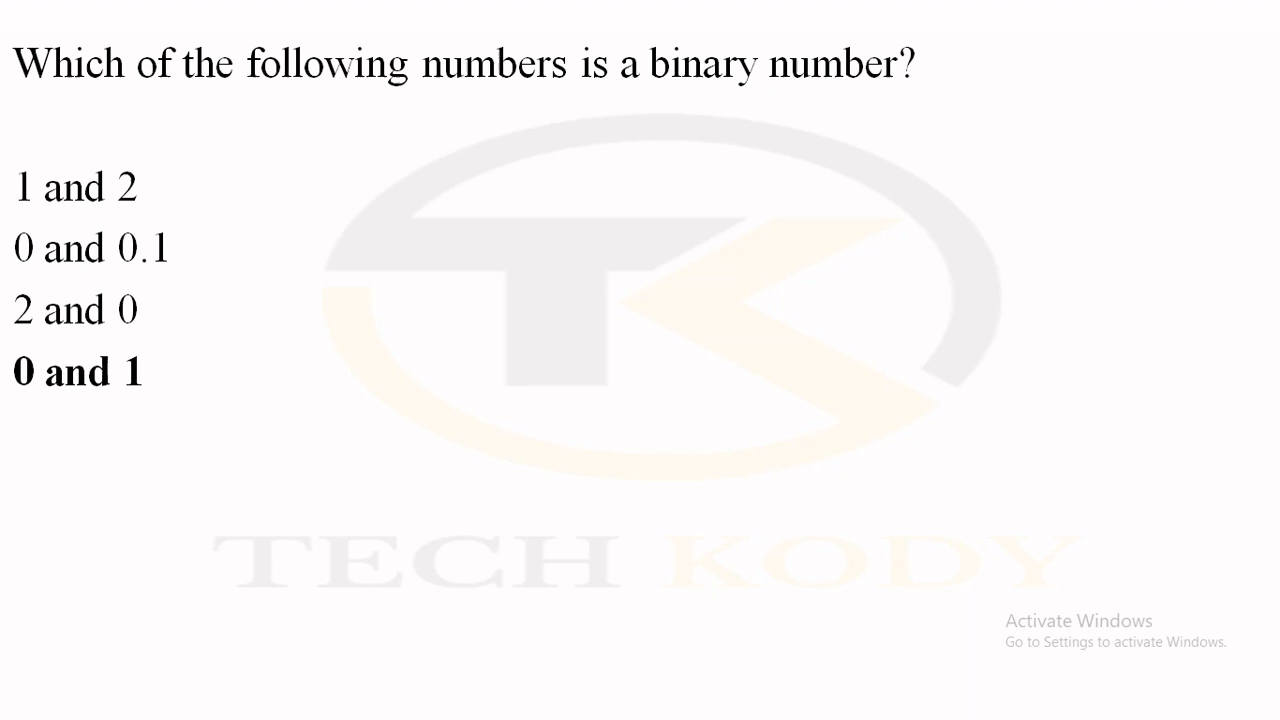 Which of the following numbers is a binary number?
1 and 2
0 and 0.1
2 and 0
0 and 1
TECH KODY
Activate Windows
Go to Settings to activate Windows.